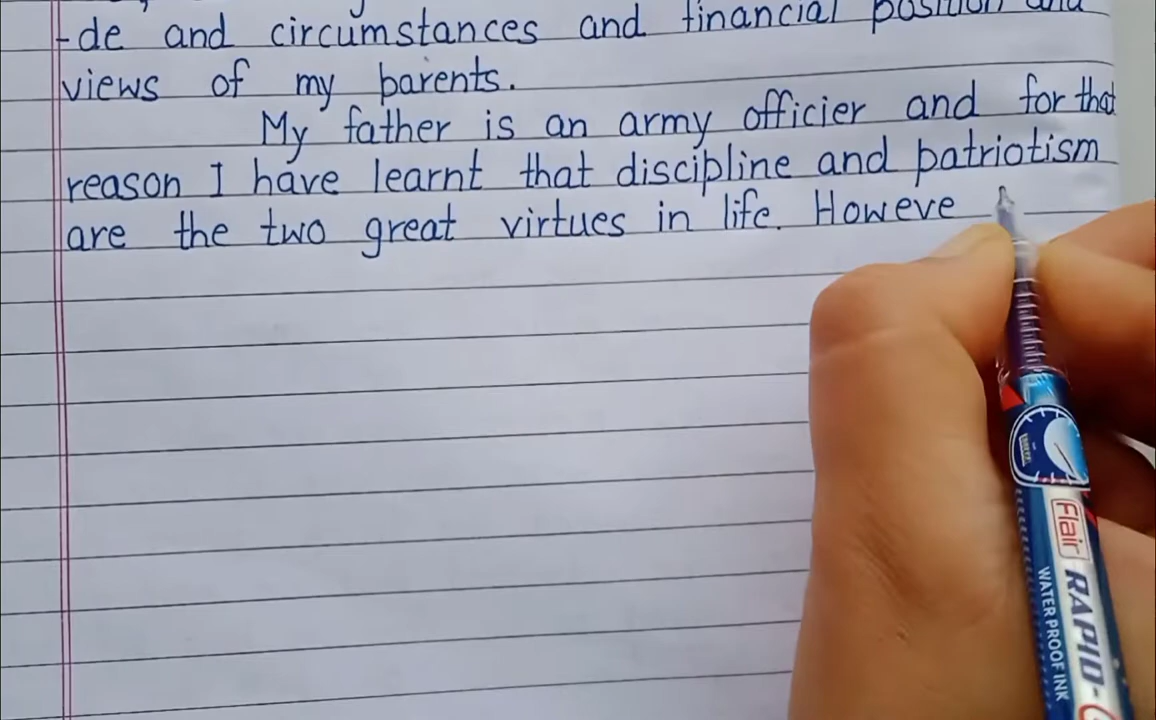 -de and circumstances and financial position and
views of my parents.
My father is an army officier and for that
reason I have learnt that discipline and patriotism
are the two great virtues in life. Howeve
Flair RAPID-
WATER PROOF INK